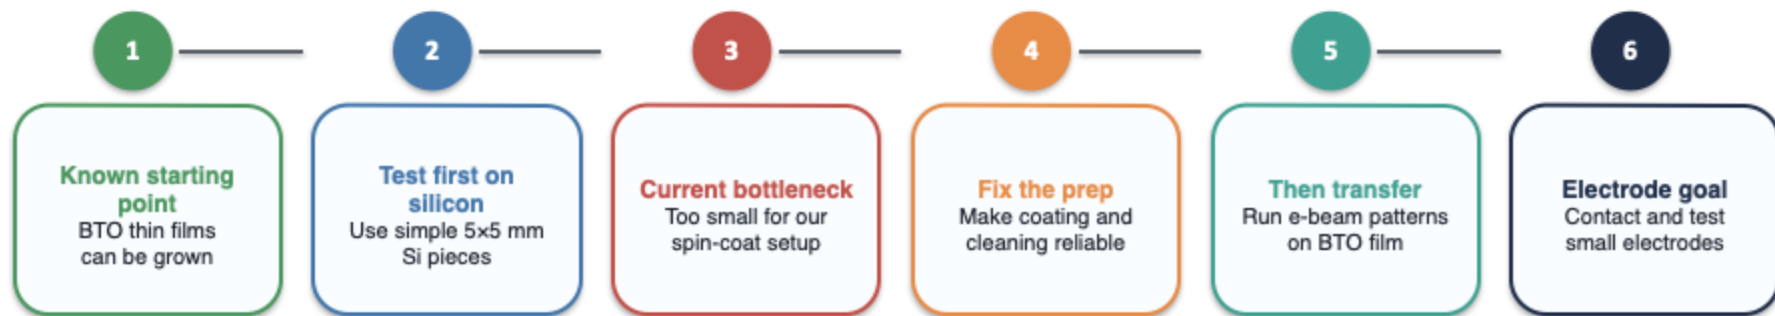 1
2
3
4
5
6
Known starting
point
BTO thin films
can be grown
Test first on
silicon
Use simple 5×5 mm
Si pieces
Current bottleneck
Too small for our
spin-coat setup
Fix the prep
Make coating and
cleaning reliable
Then transfer
Run e-beam patterns
on BTO film
Electrode goal
Contact and test
small electrodes